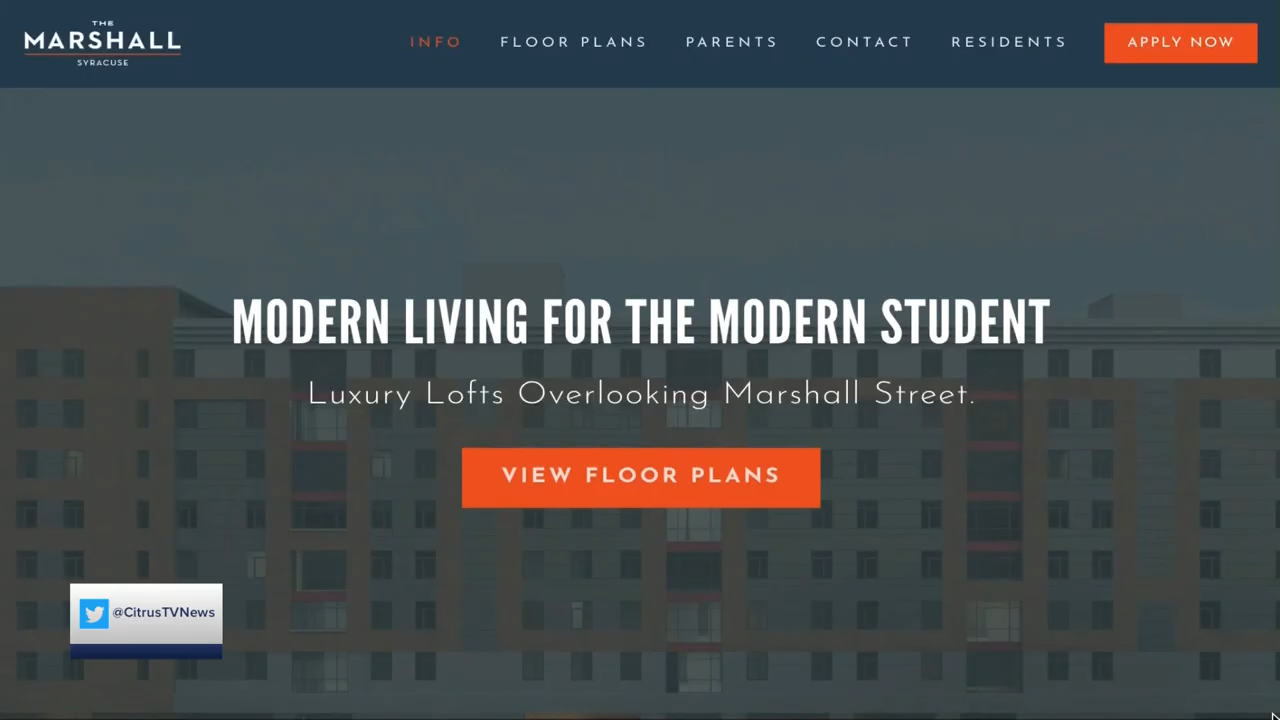 THE
MARSHALL
SYRACUSE
INFO
FLOOR PLANS
PARENTS
CONTACT
RESIDENTS
APPLY NOW
MODERN LIVING FOR THE MODERN STUDENT
Luxury Lofts Overlooking Marshall Street.
VIEW FLOOR PLANS
@CitrusTVNews